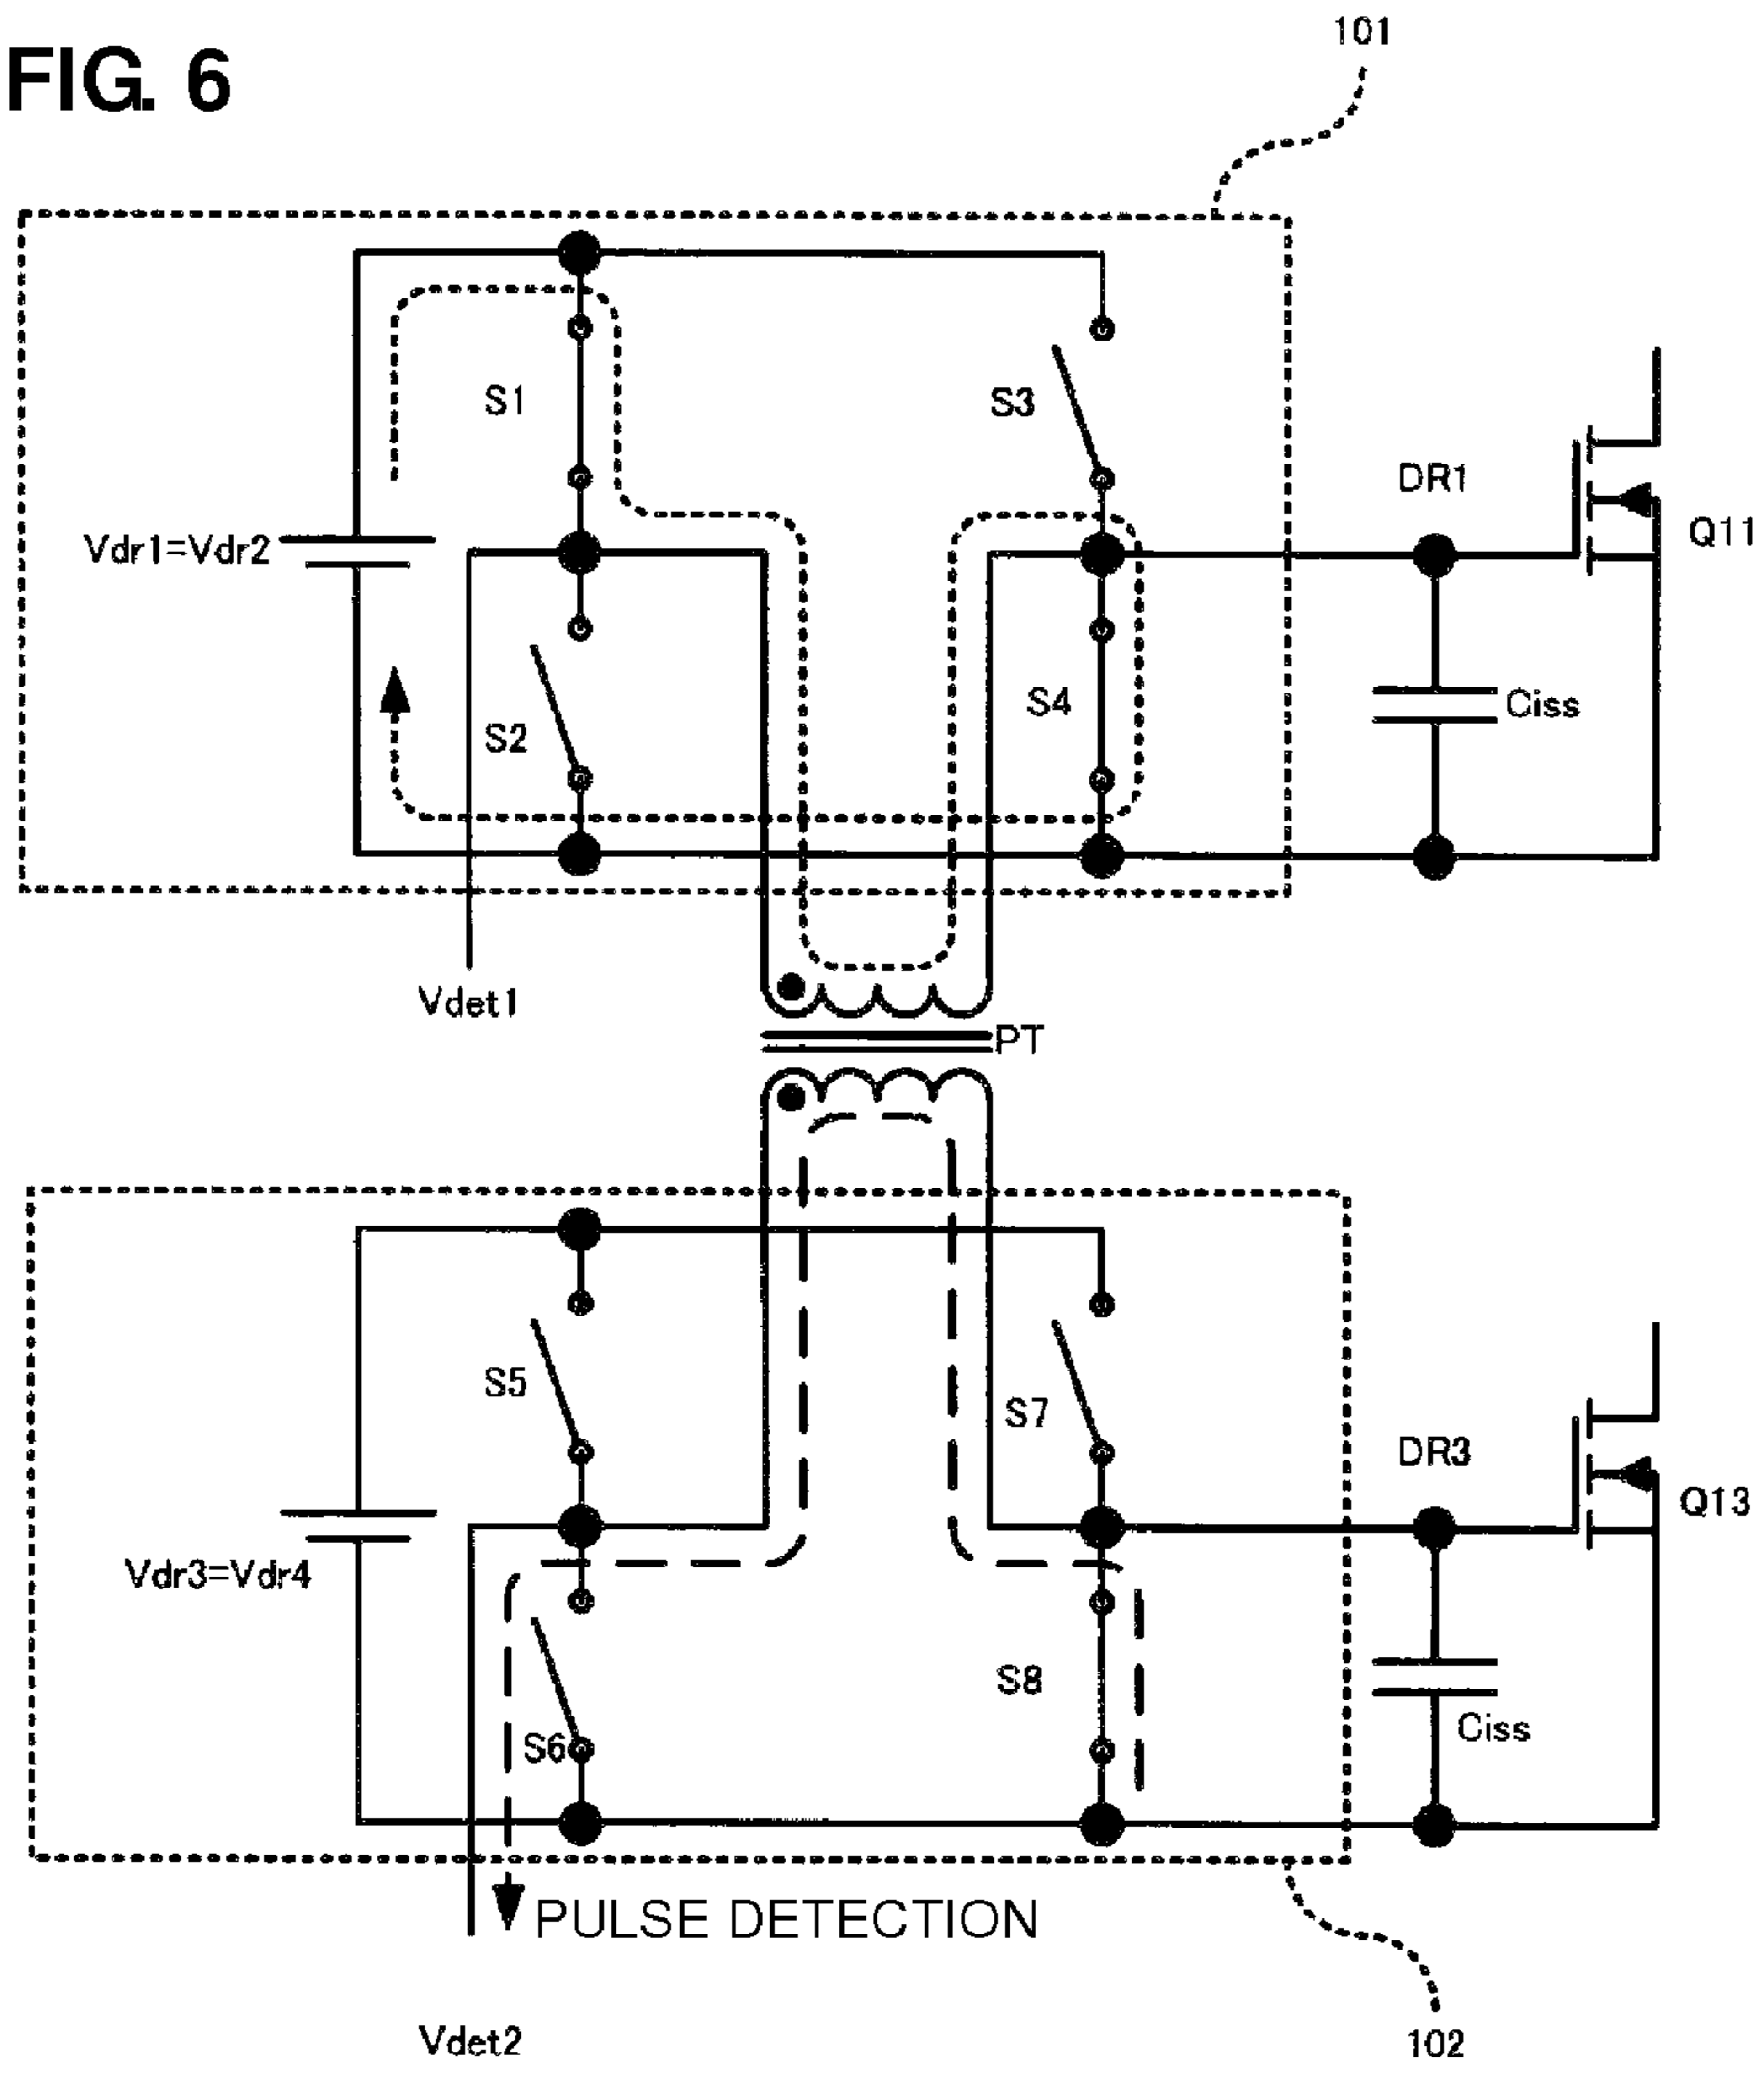 FIG. 6
101
S1
S3
DR1
Q11
Vdr1=Vdr2
S2
S4
Ciss
Vdet1
PT
S5
S7
DR3
Q13
Vdr3=Vdr4
S6
S8
Ciss
PULSE DETECTION
Vdet2
102